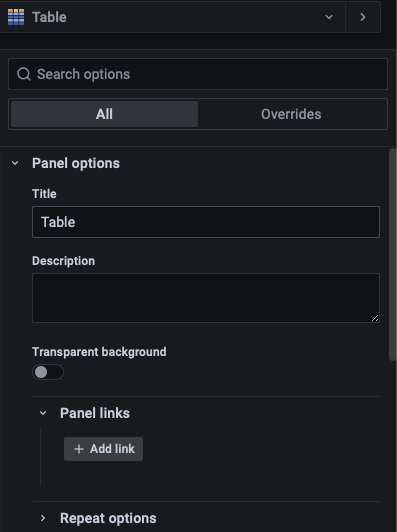 Table
Search options
All Overrides
Panel options
Title
Table
Description
Transparent background
Panel links
+ Add link
Repeat options